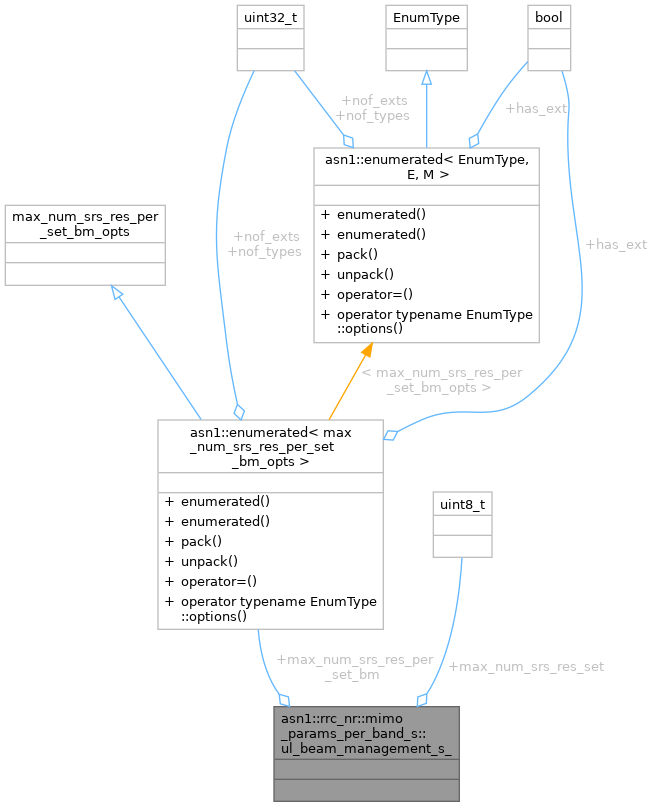 uint32_t
EnumType
bool
+nof_exts
+nof_types
+has_ext
asn1::enumerated< EnumType,
E, M >
+ enumerated()
+ enumerated()
+ pack()
+ unpack()
+ operator=()
+ operator typename EnumType
::options()
max_num_srs_res_per
_set_bm_opts
+nof_exts
+nof_types
+has_ext
< max_num_srs_res_per
_set_bm_opts >
asn1::enumerated< max
_num_srs_res_per_set
_bm_opts >
+ enumerated()
+ enumerated()
+ pack()
+ unpack()
+ operator=()
+ operator typename EnumType
::options()
uint8_t
+max_num_srs_res_per
_set_bm
+max_num_srs_res_set
asn1::rrc_nr::mimo
_params_per_band_s::
ul_beam_management_s_